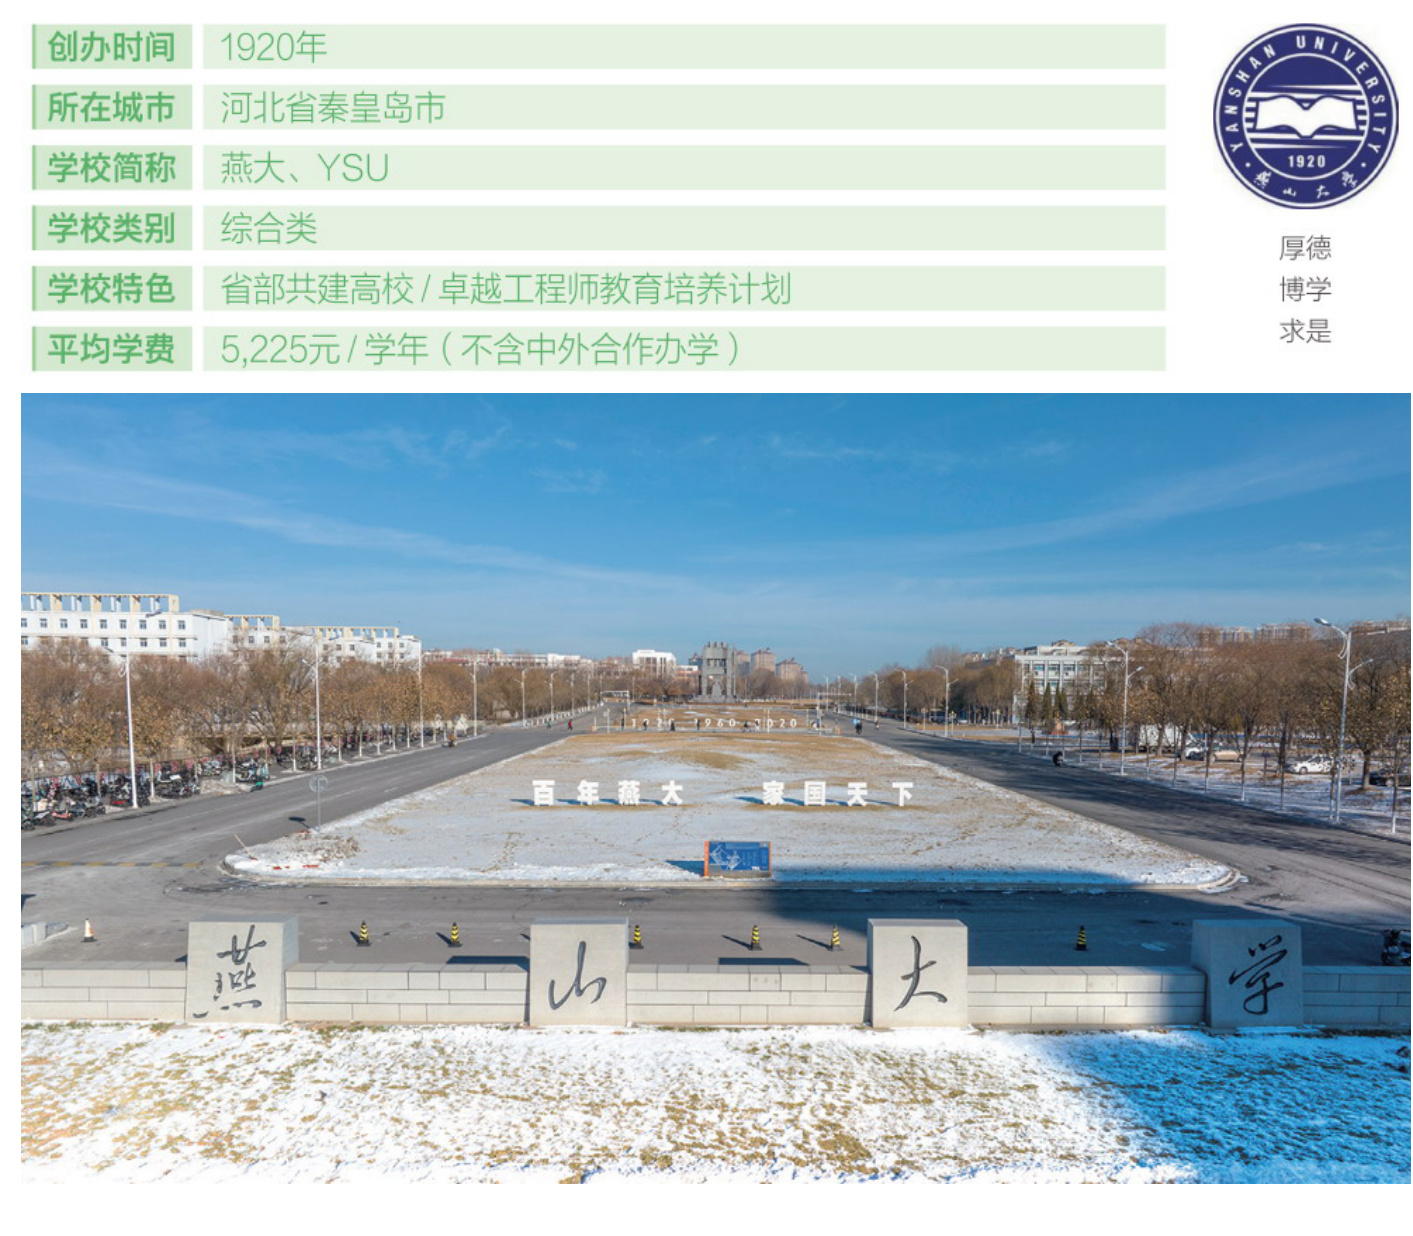 创办时间 1920年
所在城市 河北省秦皇岛市
学校简称 燕大、YSU
学校类别 综合类
学校特色 省部共建高校 / 卓越工程师教育培养计划
平均学费 5,225元 / 学年（不含中外合作办学）
YANSHAN UNIVERSITY
1920
燕山大学
厚德
博学
求是
1920 1960 2020
百年燕大 家国天下
燕山大学